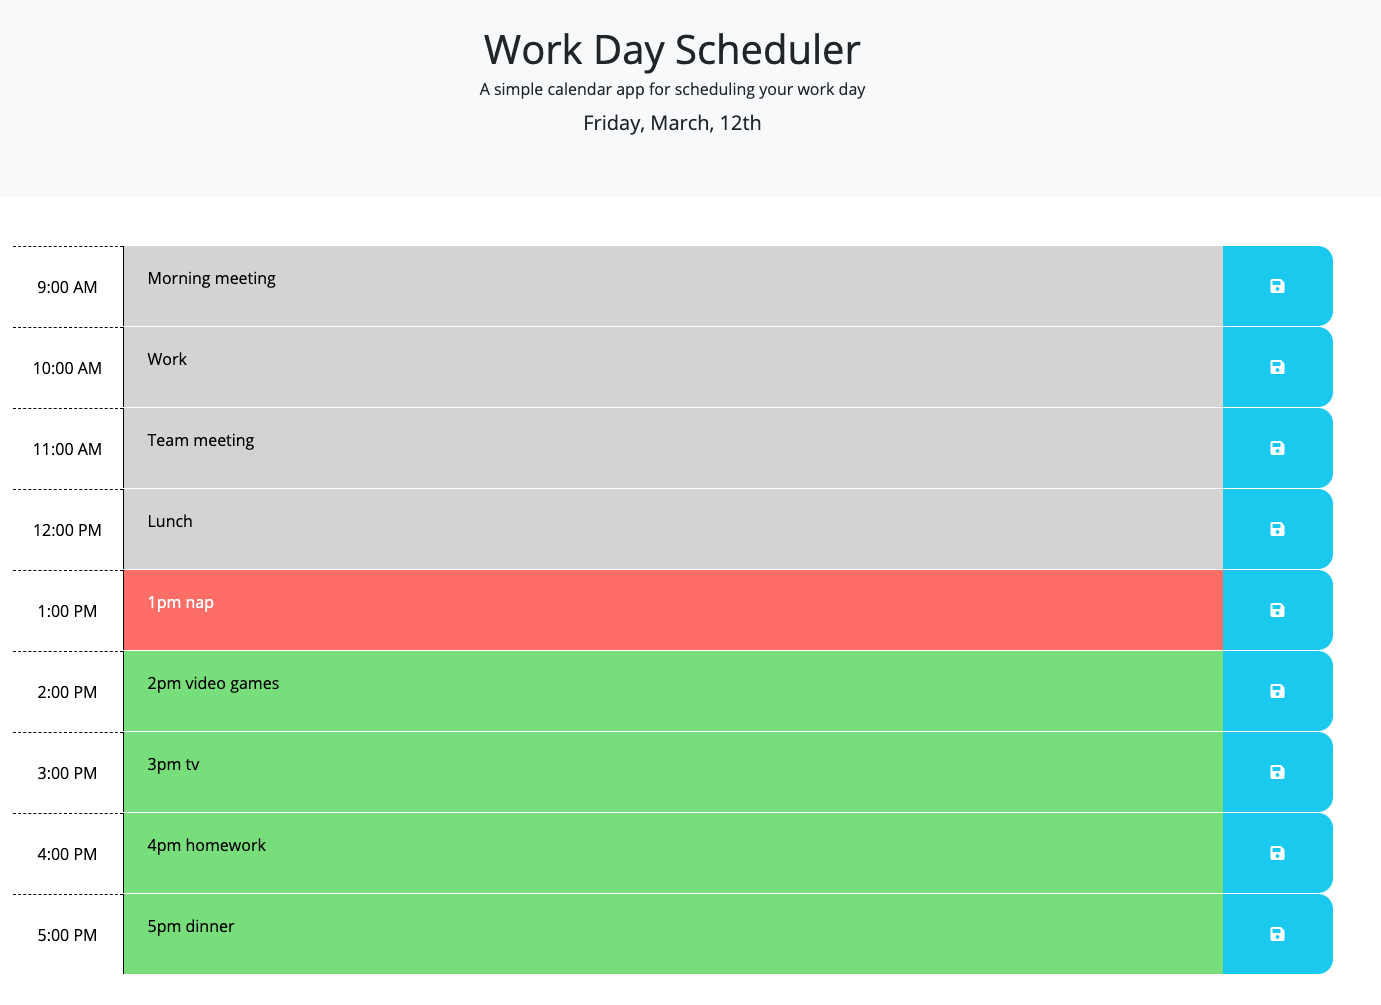 Work Day Scheduler
A simple calendar app for scheduling your work day
Friday, March, 12th
9:00 AM Morning meeting
10:00 AM Work
11:00 AM Team meeting
12:00 PM Lunch
1:00 PM 1pm nap
2:00 PM 2pm video games
3:00 PM 3pm tv
4:00 PM 4pm homework
5:00 PM 5pm dinner